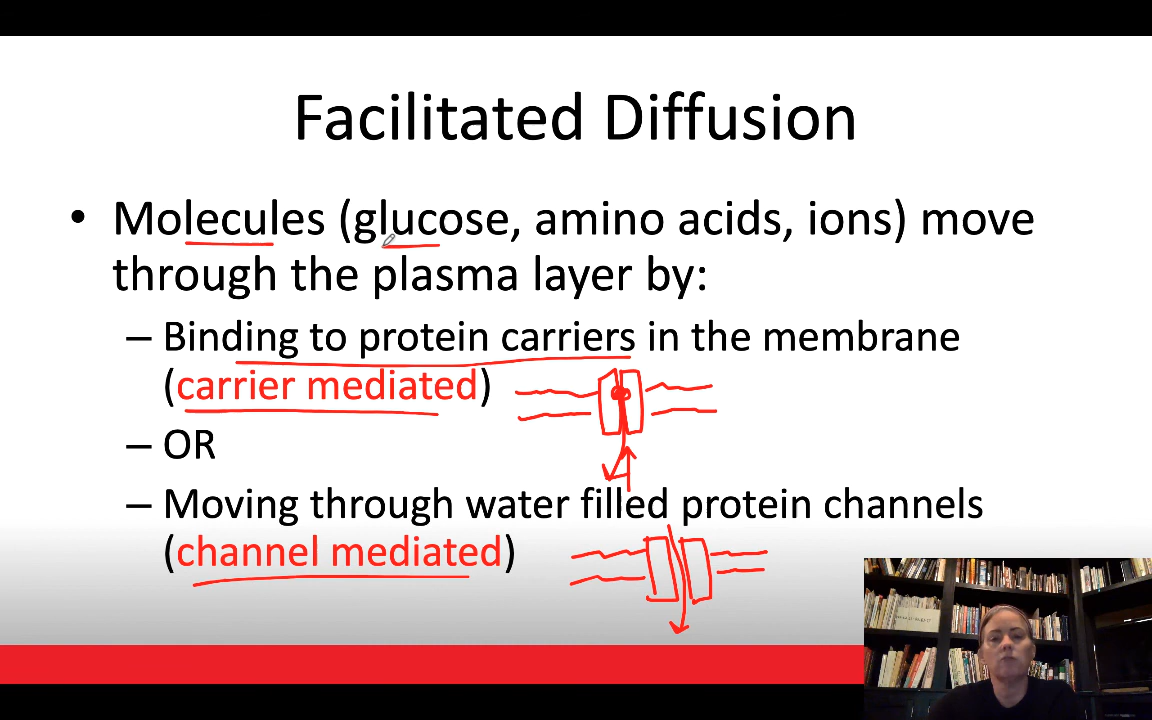 Facilitated Diffusion
• Molecules (glucose, amino acids, ions) move
through the plasma layer by:
– Binding to protein carriers in the membrane
(carrier mediated)
– OR
– Moving through water filled protein channels
(channel mediated)